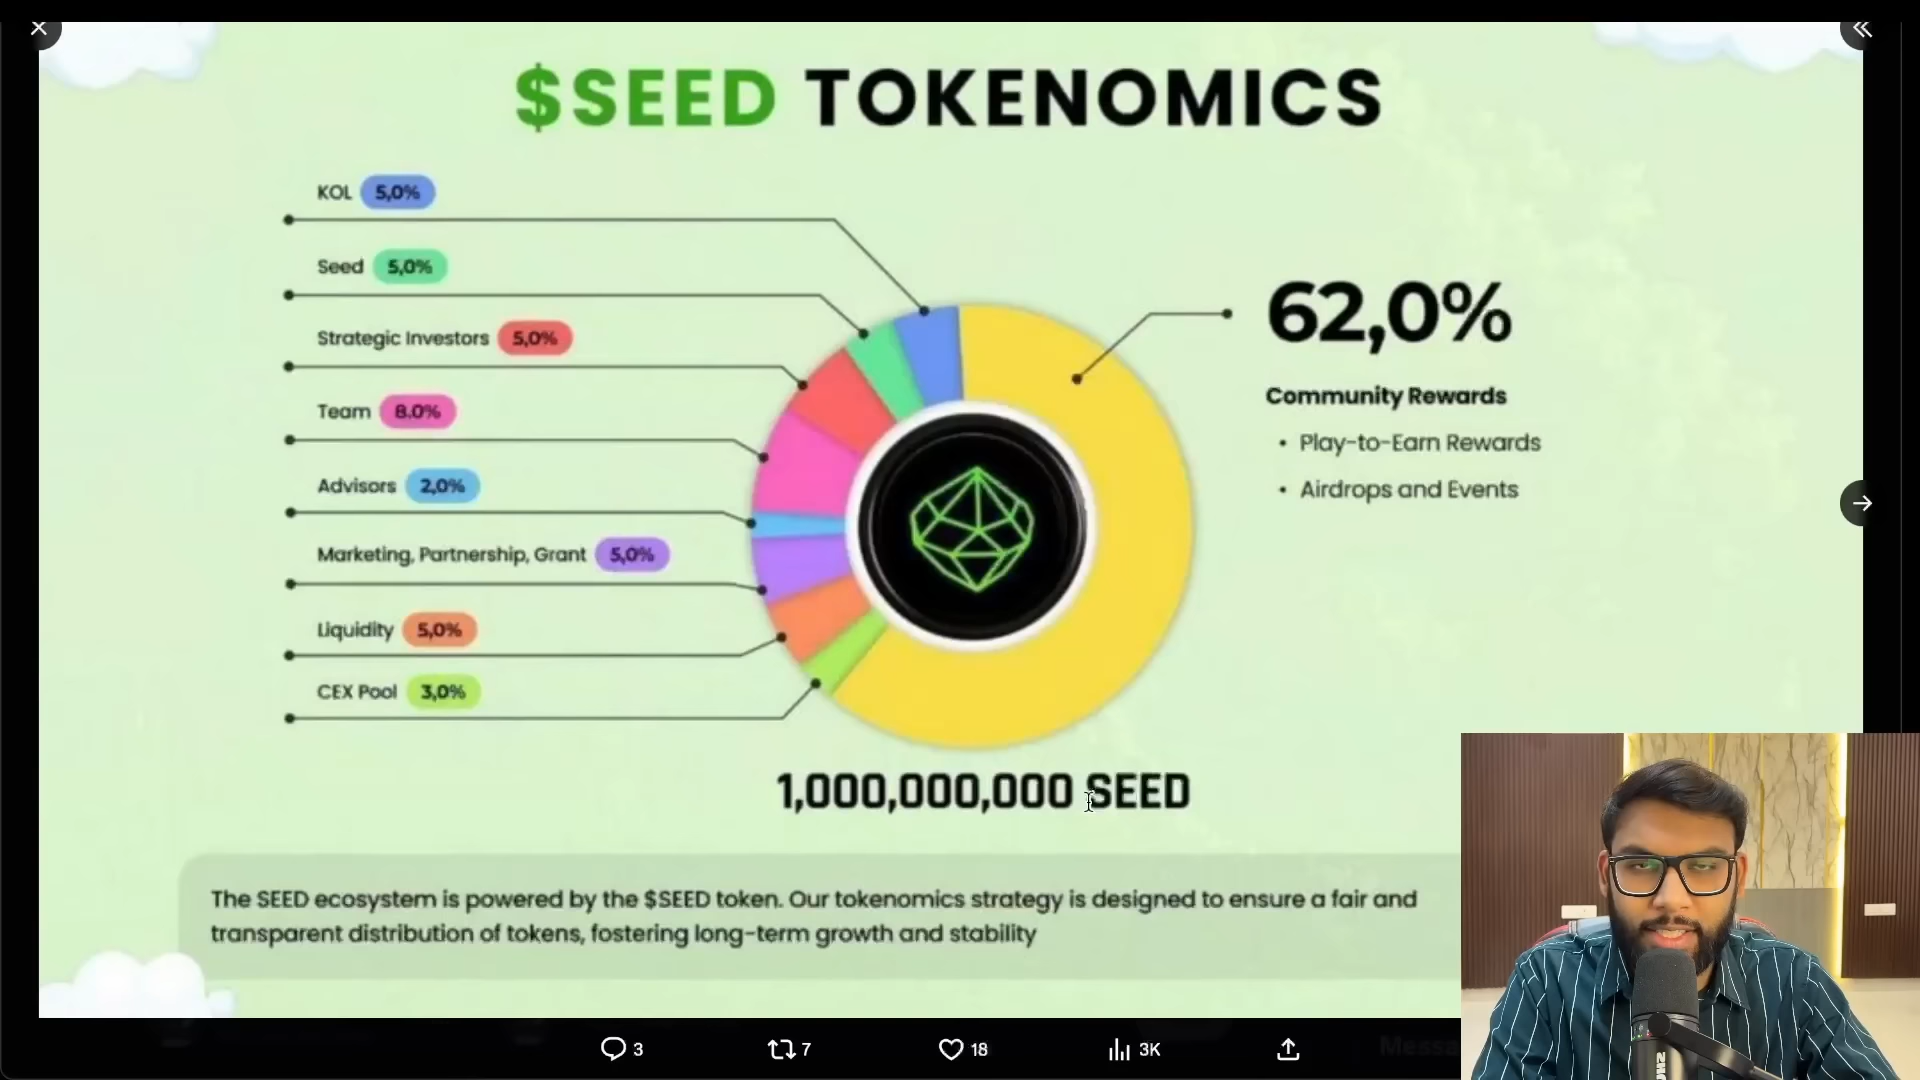 $SEED TOKENOMICS
KOL 5,0%
Seed 5,0%
Strategic Investors 5,0%
Team 8.0%
Advisors 2,0%
Marketing, Partnership, Grant 5,0%
Liquidity 5,0%
CEX Pool 3,0%
62,0%
Community Rewards
• Play-to-Earn Rewards
• Airdrops and Events
1,000,000,000 SEED
The SEED ecosystem is powered by the $SEED token. Our tokenomics strategy is designed to ensure a fair and
transparent distribution of tokens, fostering long-term growth and stability
3 7 18 3K